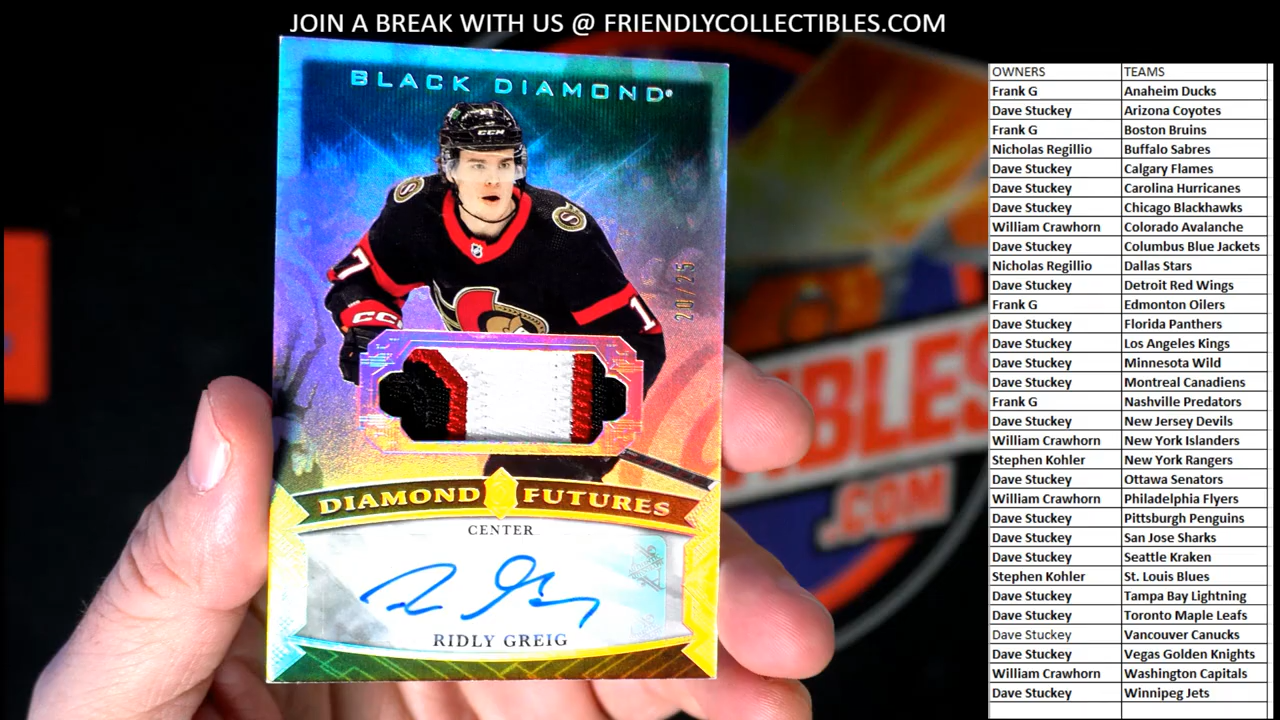 JOIN A BREAK WITH US @ FRIENDLYCOLLECTIBLES.COM
BLACK DIAMOND
CCM
7
1
CCM
20/25
DIAMOND FUTURES
CENTER
RIDLY GREIG
IBLES
.COM
OWNERS TEAMS
Frank G Anaheim Ducks
Dave Stuckey Arizona Coyotes
Frank G Boston Bruins
Nicholas Regillio Buffalo Sabres
Dave Stuckey Calgary Flames
Dave Stuckey Carolina Hurricanes
Dave Stuckey Chicago Blackhawks
William Crawhorn Colorado Avalanche
Dave Stuckey Columbus Blue Jackets
Nicholas Regillio Dallas Stars
Dave Stuckey Detroit Red Wings
Frank G Edmonton Oilers
Dave Stuckey Florida Panthers
Dave Stuckey Los Angeles Kings
Dave Stuckey Minnesota Wild
Dave Stuckey Montreal Canadiens
Frank G Nashville Predators
Dave Stuckey New Jersey Devils
William Crawhorn New York Islanders
Stephen Kohler New York Rangers
Dave Stuckey Ottawa Senators
William Crawhorn Philadelphia Flyers
Dave Stuckey Pittsburgh Penguins
Dave Stuckey San Jose Sharks
Dave Stuckey Seattle Kraken
Stephen Kohler St. Louis Blues
Dave Stuckey Tampa Bay Lightning
Dave Stuckey Toronto Maple Leafs
Dave Stuckey Vancouver Canucks
Dave Stuckey Vegas Golden Knights
William Crawhorn Washington Capitals
Dave Stuckey Winnipeg Jets